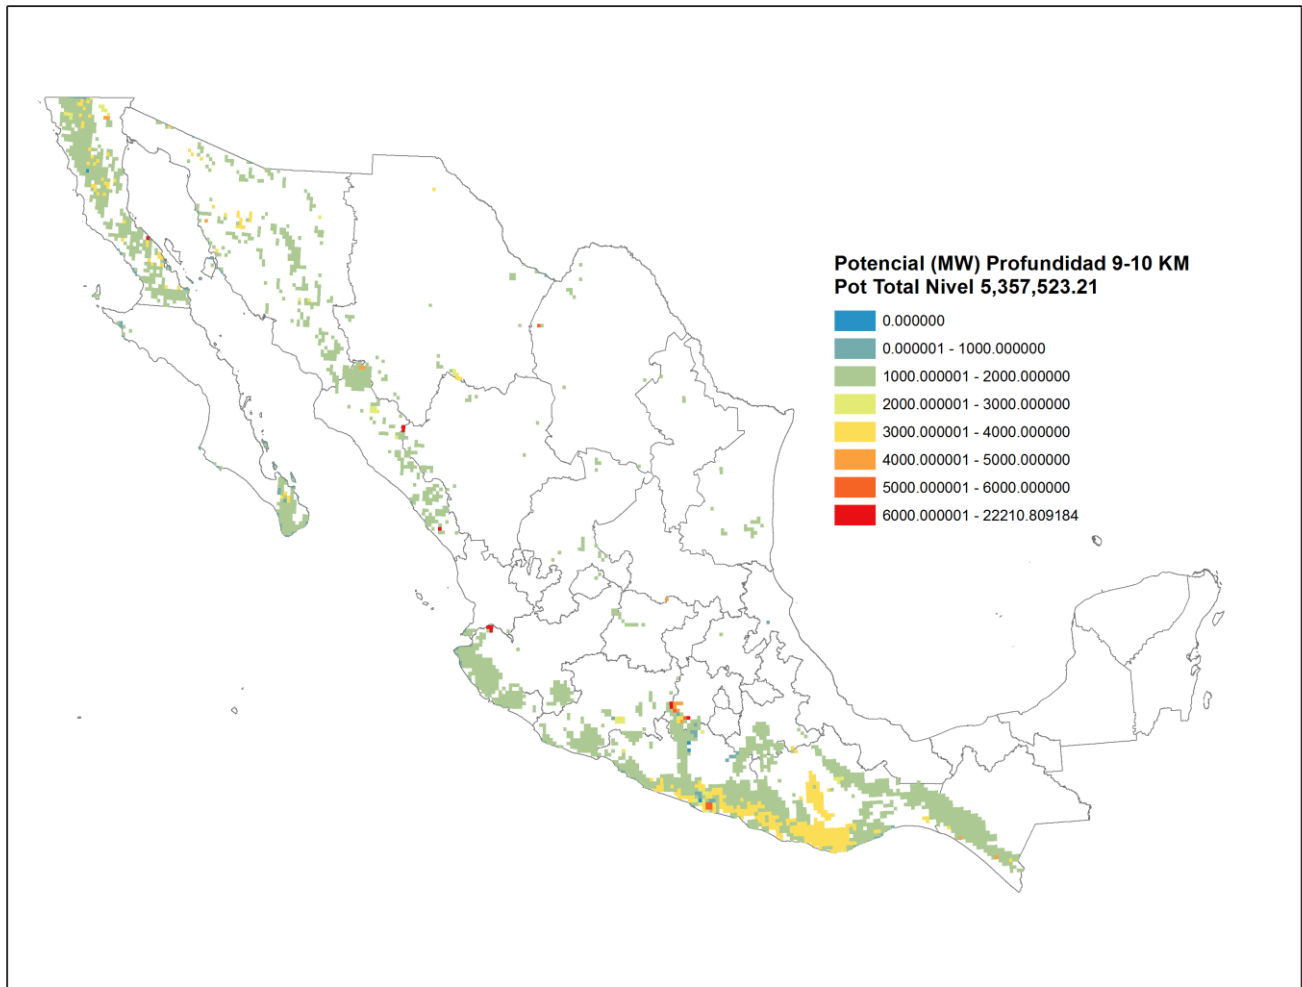 Potencial (MW) Profundidad 9-10 KM
Pot Total Nivel 5,357,523.21
0.000000
0.000001 - 1000.000000
1000.000001 - 2000.000000
2000.000001 - 3000.000000
3000.000001 - 4000.000000
4000.000001 - 5000.000000
5000.000001 - 6000.000000
6000.000001 - 22210.809184